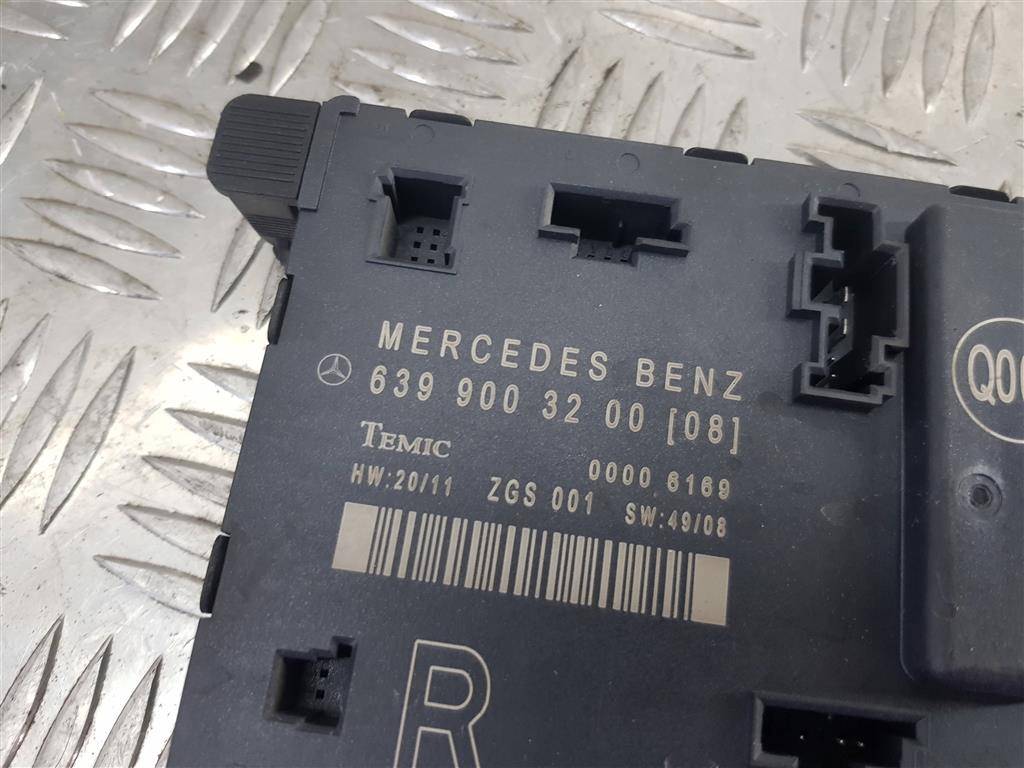 MERCEDES BENZ
639 900 32 00 [08]
TEMIC
0000 6169
HW:20/11 ZGS 001 SW:49/08
R